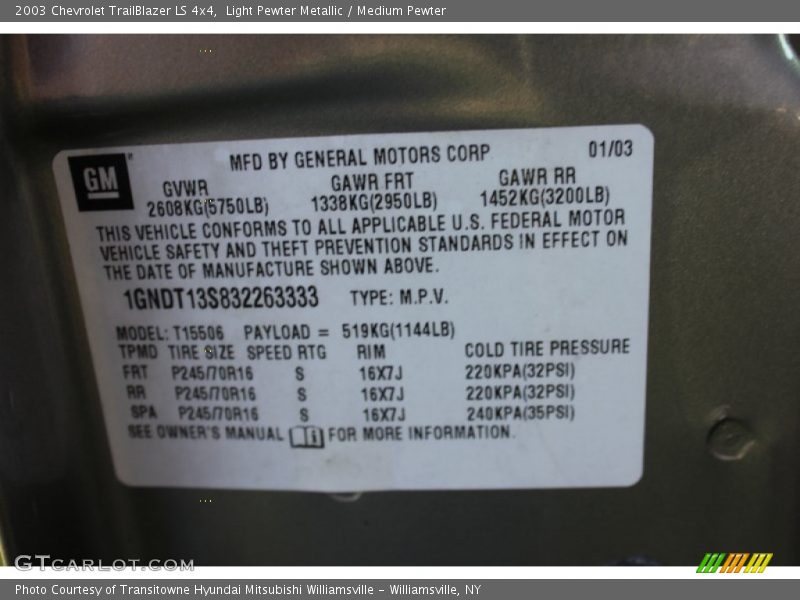 2003 Chevrolet TrailBlazer LS 4x4, Light Pewter Metallic / Medium Pewter
GM MFD BY GENERAL MOTORS CORP 01/03
GVWR GAWR FRT GAWR RR
2608KG(5750LB) 1338KG(2950LB) 1452KG(3200LB)
THIS VEHICLE CONFORMS TO ALL APPLICABLE U.S. FEDERAL MOTOR
VEHICLE SAFETY AND THEFT PREVENTION STANDARDS IN EFFECT ON
THE DATE OF MANUFACTURE SHOWN ABOVE.
1GNDT13S832263333 TYPE: M.P.V.
MODEL: T15506 PAYLOAD = 519KG(1144LB)
TPMD TIRE SIZE SPEED RTG RIM COLD TIRE PRESSURE
FRT P245/70R16 S 16X7J 220KPA(32PSI)
RR P245/70R16 S 16X7J 220KPA(32PSI)
SPA P245/70R16 S 16X7J 240KPA(35PSI)
SEE OWNER'S MANUAL FOR MORE INFORMATION.
GTCARLOT.COM
Photo Courtesy of Transitowne Hyundai Mitsubishi Williamsville - Williamsville, NY